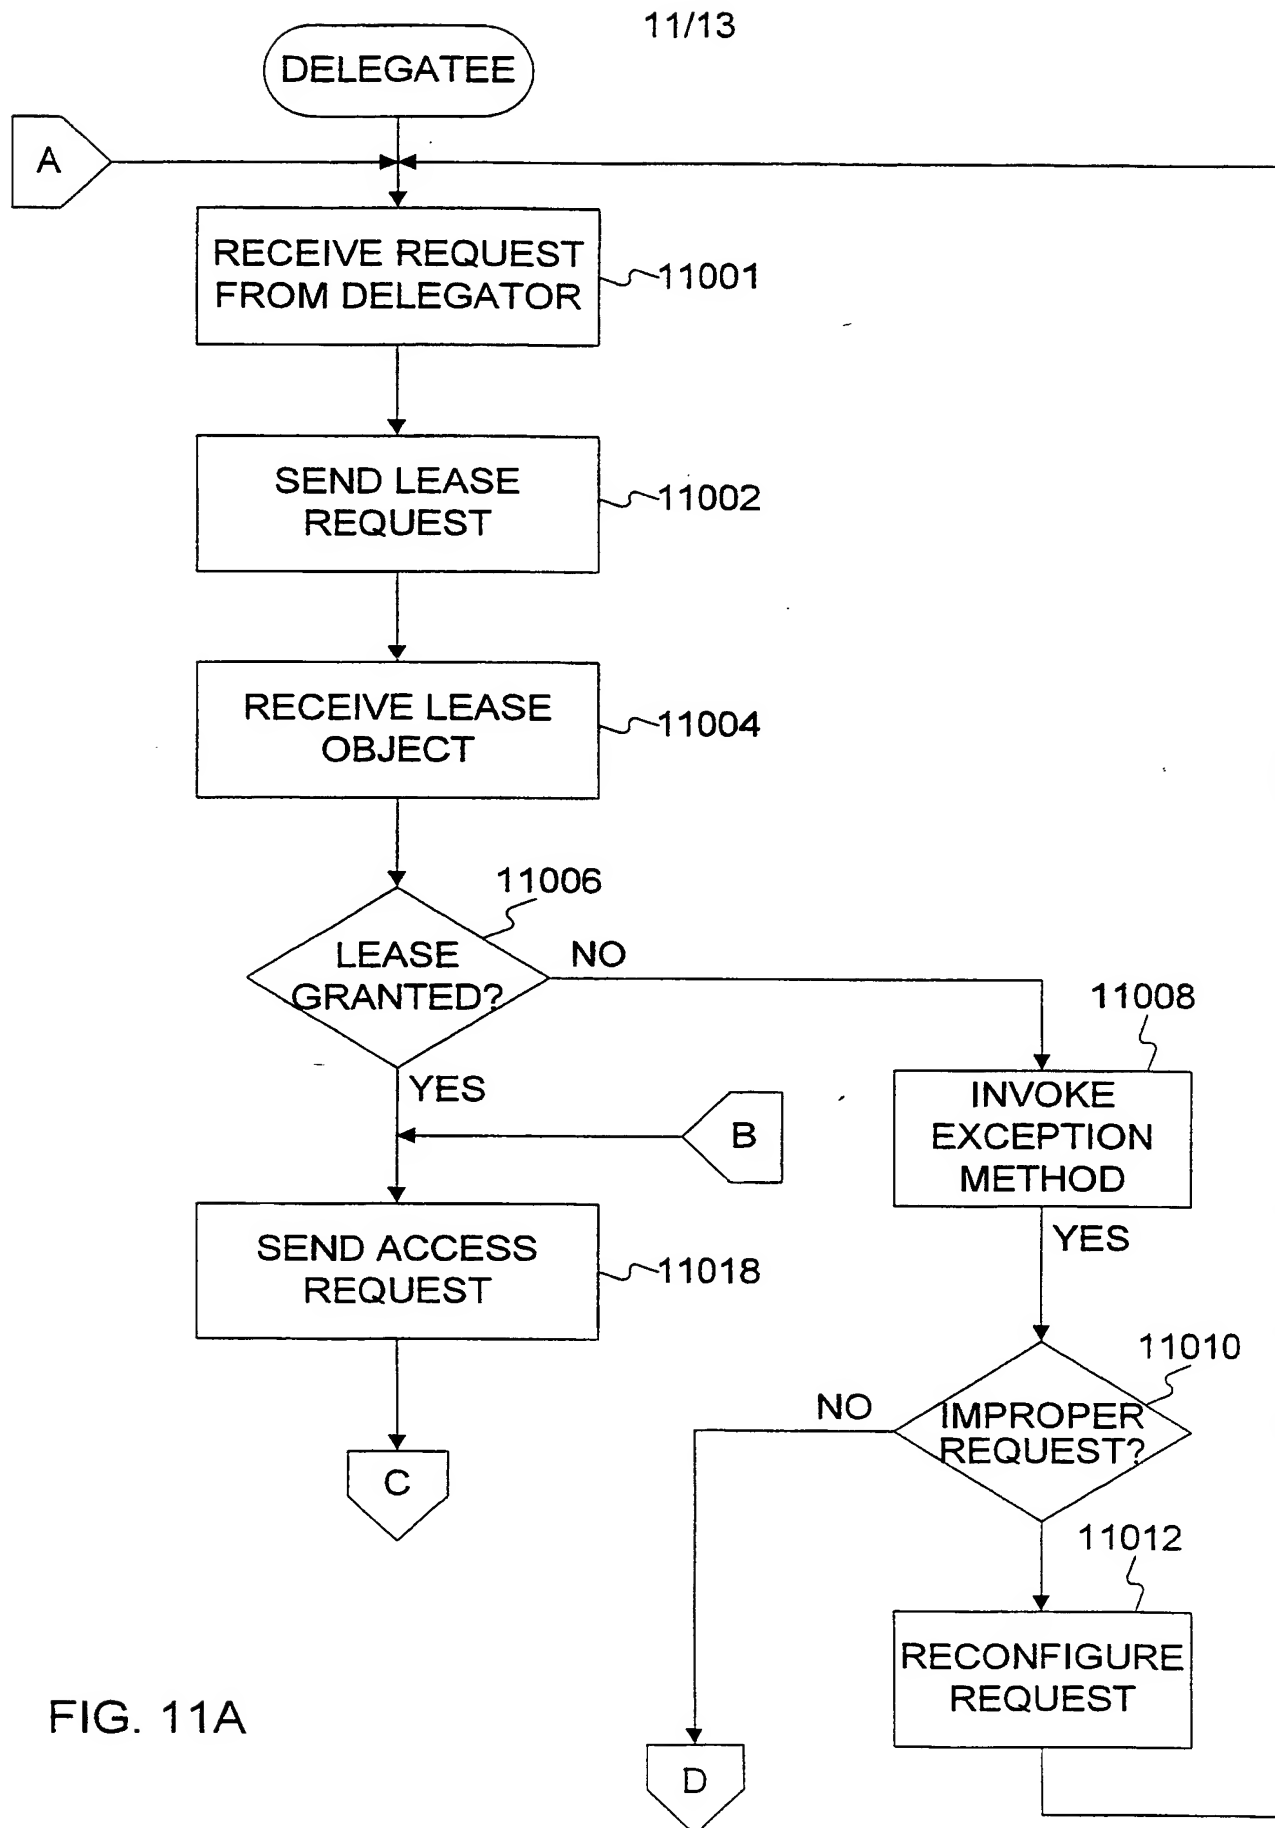 11/13
DELEGATEE
A
RECEIVE REQUEST
FROM DELEGATOR
11001
SEND LEASE
REQUEST
11002
RECEIVE LEASE
OBJECT
11004
11006
LEASE
GRANTED?
NO
YES
11008
INVOKE
EXCEPTION
METHOD
YES
B
SEND ACCESS
REQUEST
11018
11010
IMPROPER
REQUEST?
NO
C
11012
RECONFIGURE
REQUEST
D
FIG. 11A